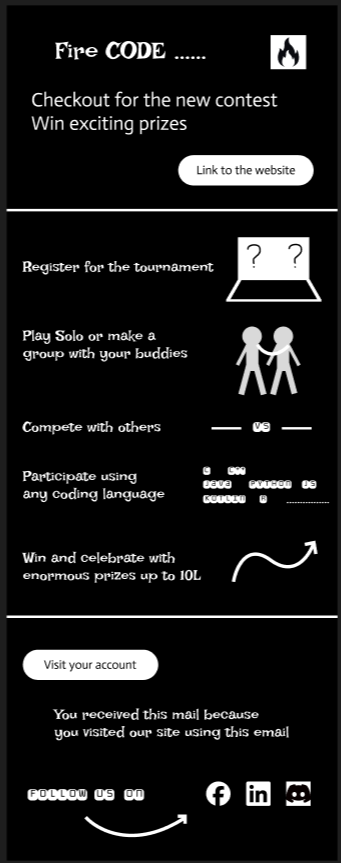 Fire CODE ......
Checkout for the new contest
Win exciting prizes
Link to the website
Register for the tournament
? ?
Play Solo or make a
group with your buddies
Compete with others
VS
Participate using
any coding language
C C++
JAVA PYTHON JS
KOTLIN R ..................
Win and celebrate with
enormous prizes up to 10L
Visit your account
You received this mail because
you visited our site using this email
FOLLOW US ON
in